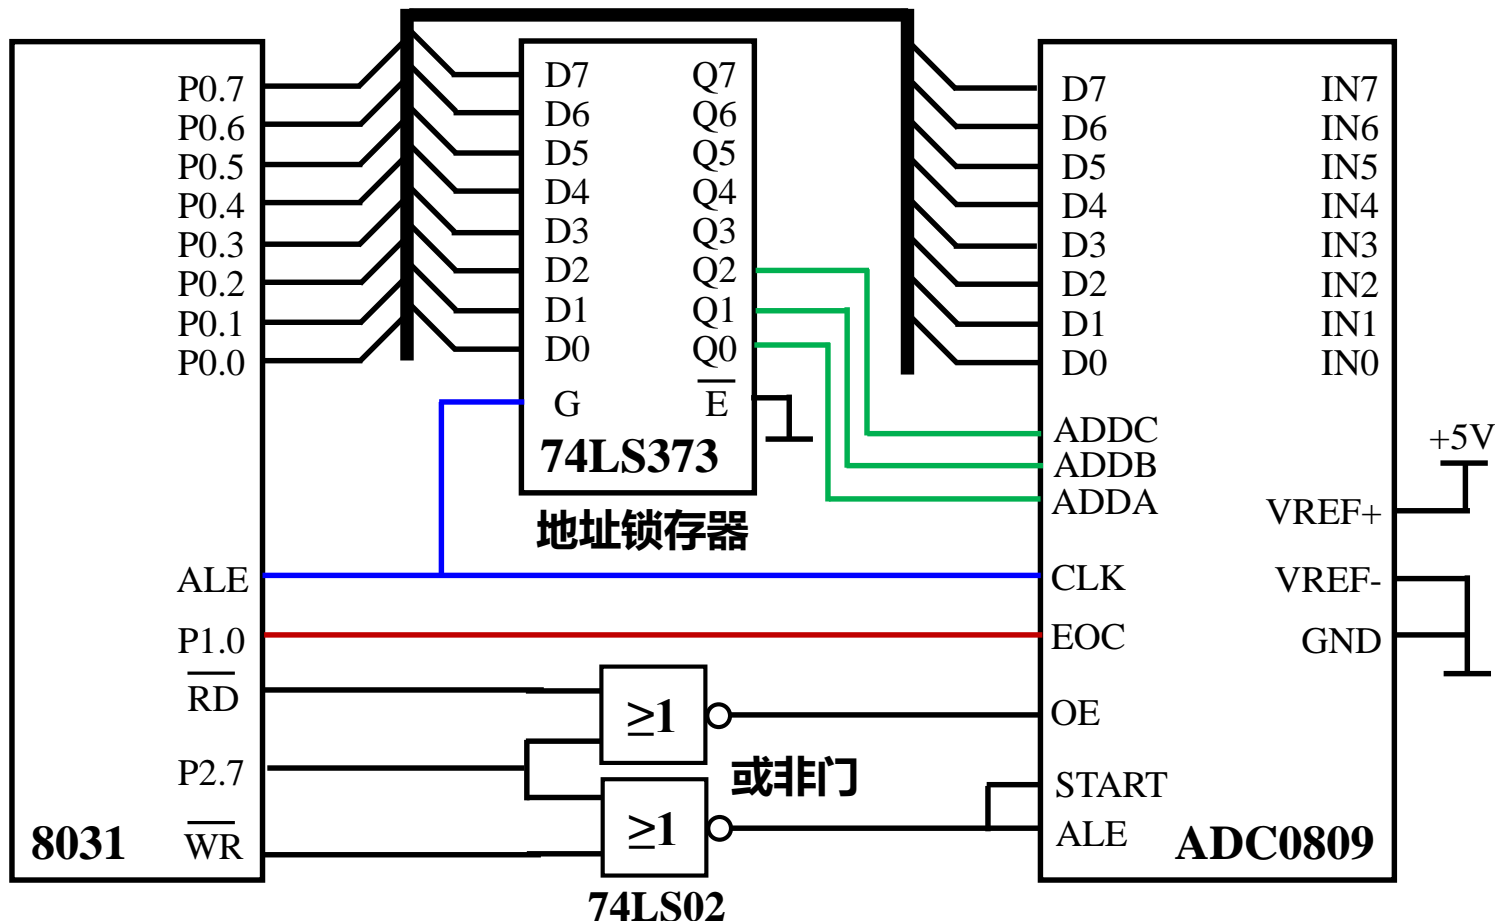 P0.7
P0.6
P0.5
P0.4
P0.3
P0.2
P0.1
P0.0
ALE
P1.0
RD
P2.7
WR
8031
D7 Q7
D6 Q6
D5 Q5
D4 Q4
D3 Q3
D2 Q2
D1 Q1
D0 Q0
G E
74LS373
地址锁存器
≥1
或非门
≥1
74LS02
D7 IN7
D6 IN6
D5 IN5
D4 IN4
D3 IN3
D2 IN2
D1 IN1
D0 IN0
ADDC
ADDB
ADDA
CLK
EOC
OE
START
ALE
VREF+
VREF-
GND
ADC0809
+5V